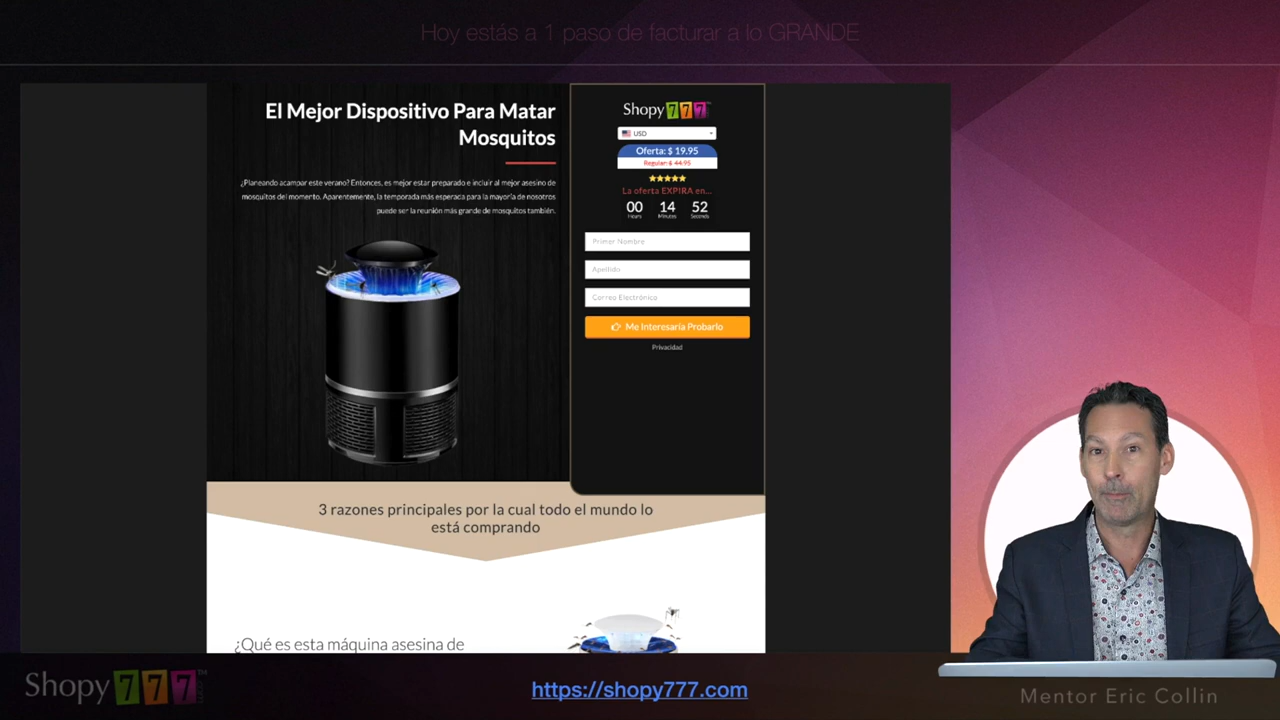 Hoy estás a 1 paso de facturar a lo GRANDE
El Mejor Dispositivo Para Matar
Mosquitos
¿Planeando acampar este verano? Entonces, es mejor estar preparado e incluir al mejor asesino de
mosquitos del momento. Aparentemente, la temporada más esperaca para la mayoría de nosotros
puede ser la reunión más grande de mosquitos también.
Shopy777™
USD
Oferta: $ 19.95
Regular: $ 44.95
La oferta EXPIRA en...
00 14 52
Hours Minutes Seconds
Primer Nombre
Apellido
Correo Electrónico
Me Interesaría Probarlo
Privacidad
3 razones principales por la cual todo el mundo lo
está comprando
¿Qué es esta máquina asesina de
Shopy777™
https://shopy777.com
Mentor Eric Collin